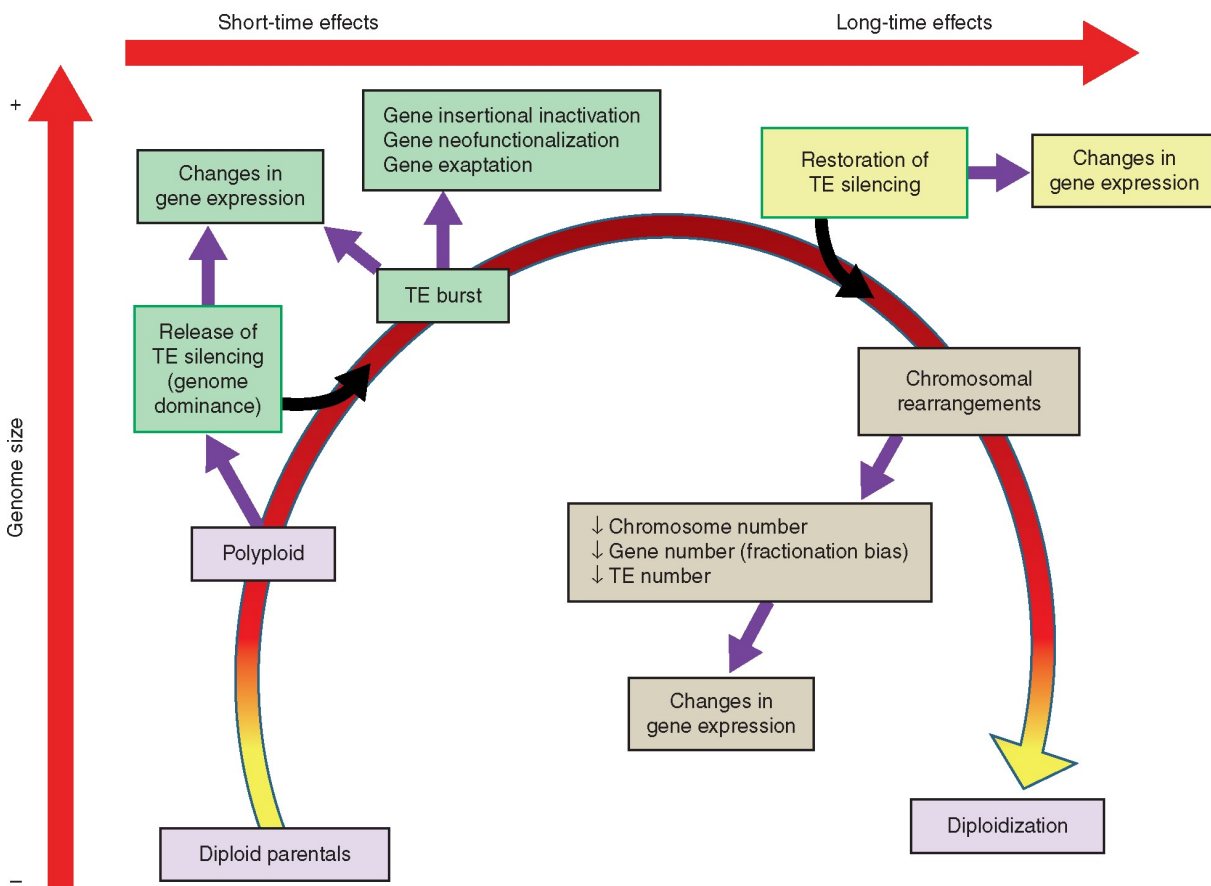 Short-time effects
Long-time effects
+
Genome size
–
Gene insertional inactivation
Gene neofunctionalization
Gene exaptation
Changes in
gene expression
Restoration of
TE silencing
Changes in
gene expression
TE burst
Release of
TE silencing
(genome
dominance)
Chromosomal
rearrangements
Polyploid
↓ Chromosome number
↓ Gene number (fractionation bias)
↓ TE number
Changes in
gene expression
Diploid parentals
Diploidization